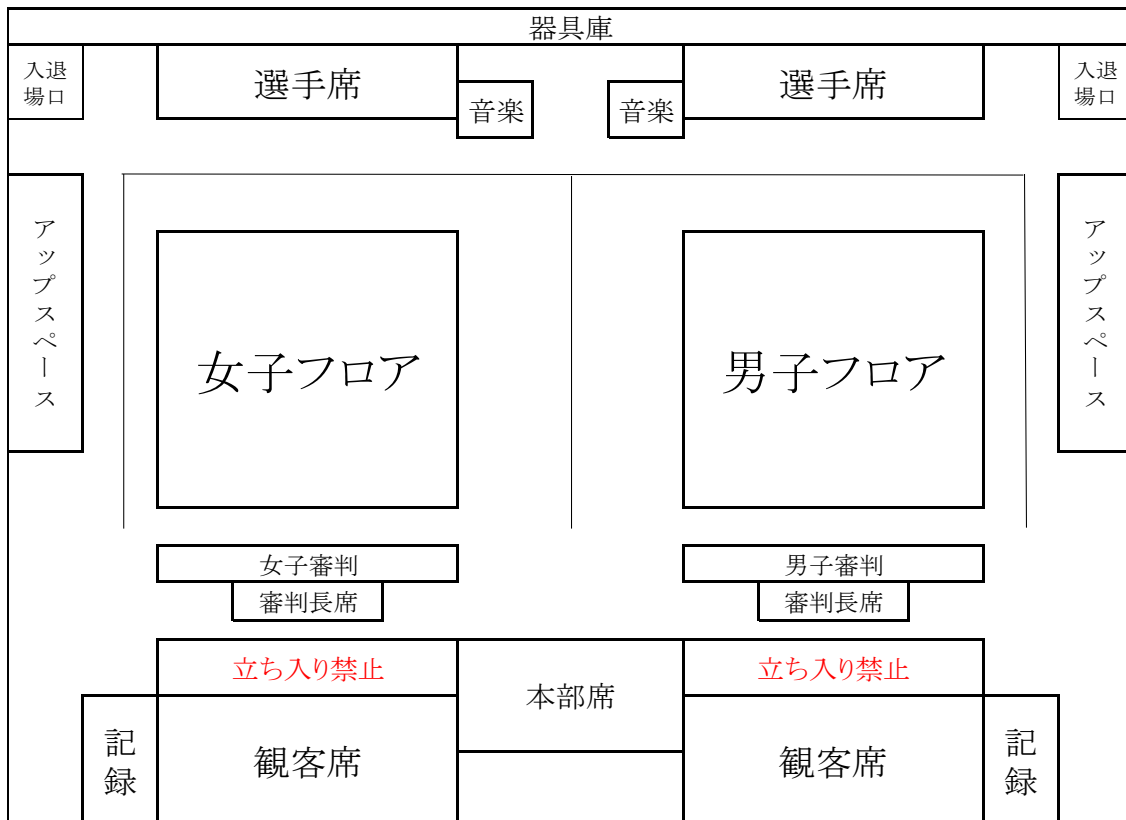 器具庫
入退
場口
選手席
音楽
音楽
選手席
入退
場口
アップスペース
女子フロア
男子フロア
アップスペース
女子審判
審判長席
男子審判
審判長席
立ち入り禁止
本部席
立ち入り禁止
記録
観客席
観客席
記録